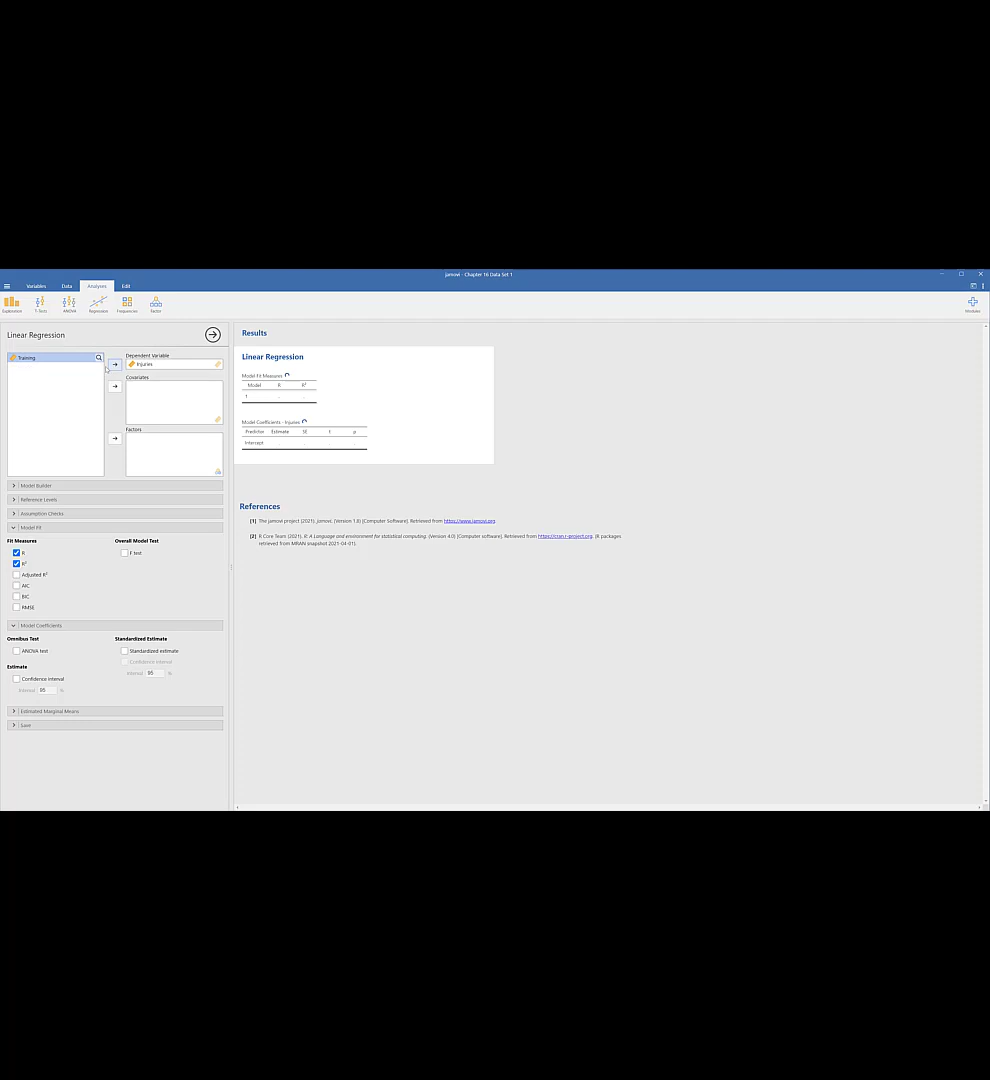 jamovi - Chapter 16 Data Set 1
Variables Data Analyses Edit
Exploration T-Tests ANOVA Regression Frequencies Factor Modules
Linear Regression
Training
Dependent Variable
Injuries
Covariates
Factors
Model Builder
Reference Levels
Assumption Checks
Model Fit
Fit Measures Overall Model Test
R F test
R²
Adjusted R²
AIC
BIC
RMSE
Model Coefficients
Omnibus Test Standardized Estimate
ANOVA test Standardized estimate
Confidence interval
Interval 95 %
Estimate
Confidence interval
Interval 95 %
Estimated Marginal Means
Save
Results
Linear Regression
Model Fit Measures
Model R R²
1 . .
Model Coefficients - Injuries
Predictor Estimate SE t p
Intercept . . . .
References
[1] The jamovi project (2021). jamovi. (Version 1.8) [Computer Software]. Retrieved from https://www.jamovi.org.
[2] R Core Team (2021). R: A Language and environment for statistical computing. (Version 4.0) [Computer software]. Retrieved from https://cran.r-project.org. (R packages
retrieved from MRAN snapshot 2021-04-01).